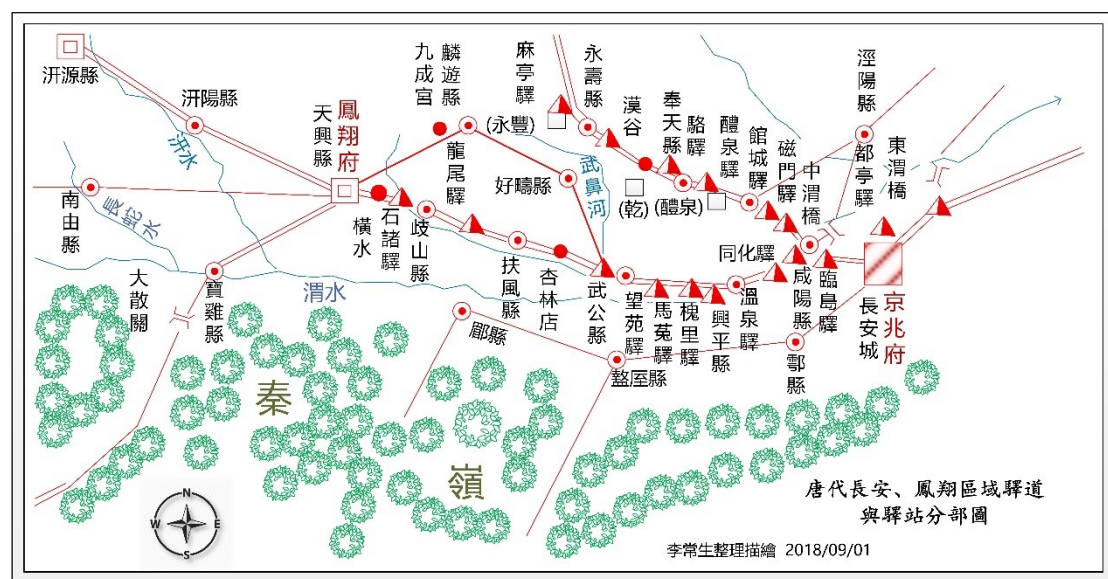 汧源縣
汧陽縣
汧水
天興縣
鳳翔府
九成宮
麟遊縣
(永豐)
麻亭驛
永壽縣
漠谷
奉天縣
駱驛
醴泉驛
館城驛
磁門驛
中渭橋
涇陽縣
都亭驛
東渭橋
南由縣
長蛇水
橫水
石諸驛
龍尾驛
岐山縣
好疇縣
武鼻河
(乾)
(醴泉)
同化驛
扶風縣
杏林店
武公縣
望苑驛
馬菟驛
槐里驛
興平縣
溫泉驛
咸陽縣
臨島驛
長安城
京兆府
大散關
寶雞縣
渭水
郿縣
盩厔縣
鄠縣
秦
嶺
N
W
E
S
唐代長安、鳳翔區域驛道
與驛站分部圖
李常生整理描繪 2018/09/01